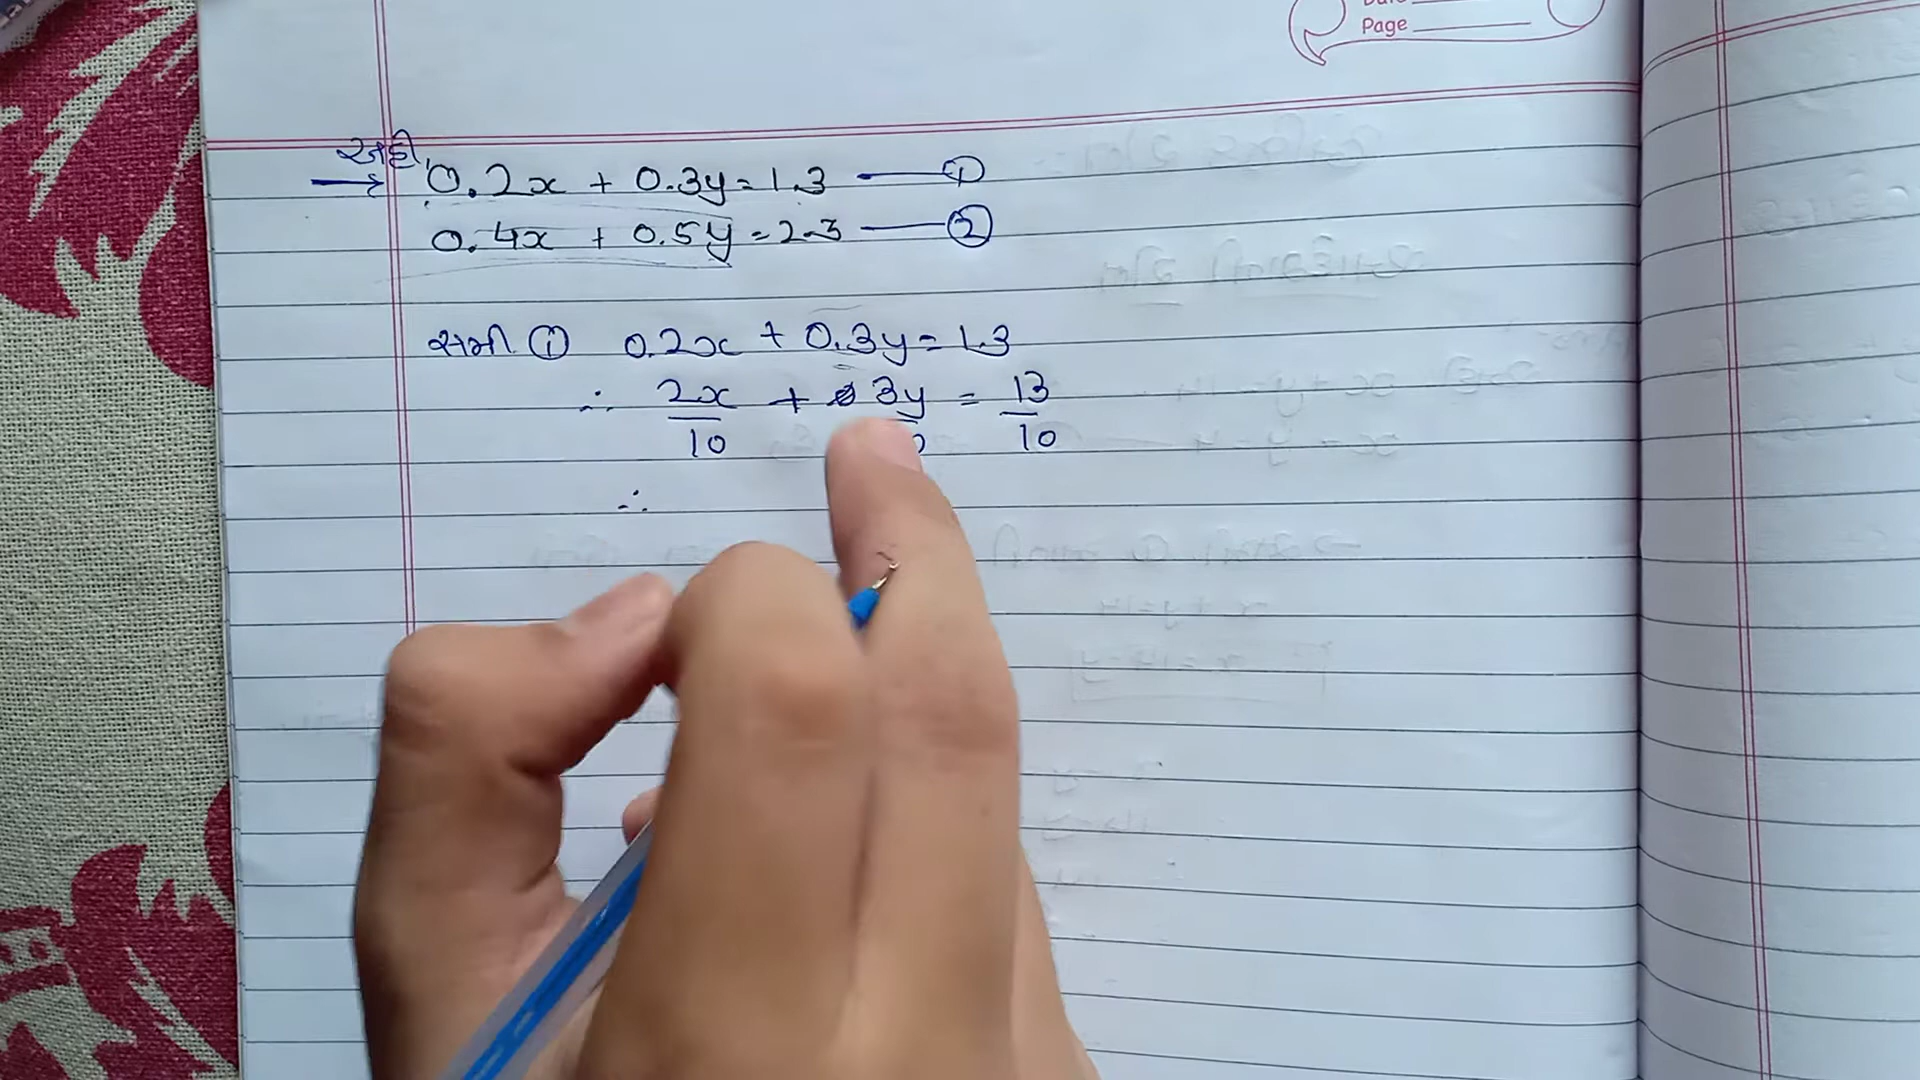 Page
અહીં,
→ 0.2x + 0.3y = 1.3 — ①
0.4x + 0.5y = 2.3 — ②
સમી. ① 0.2x + 0.3y = 1.3
∴ 2x/10 + 3y/10 = 13/10
∴